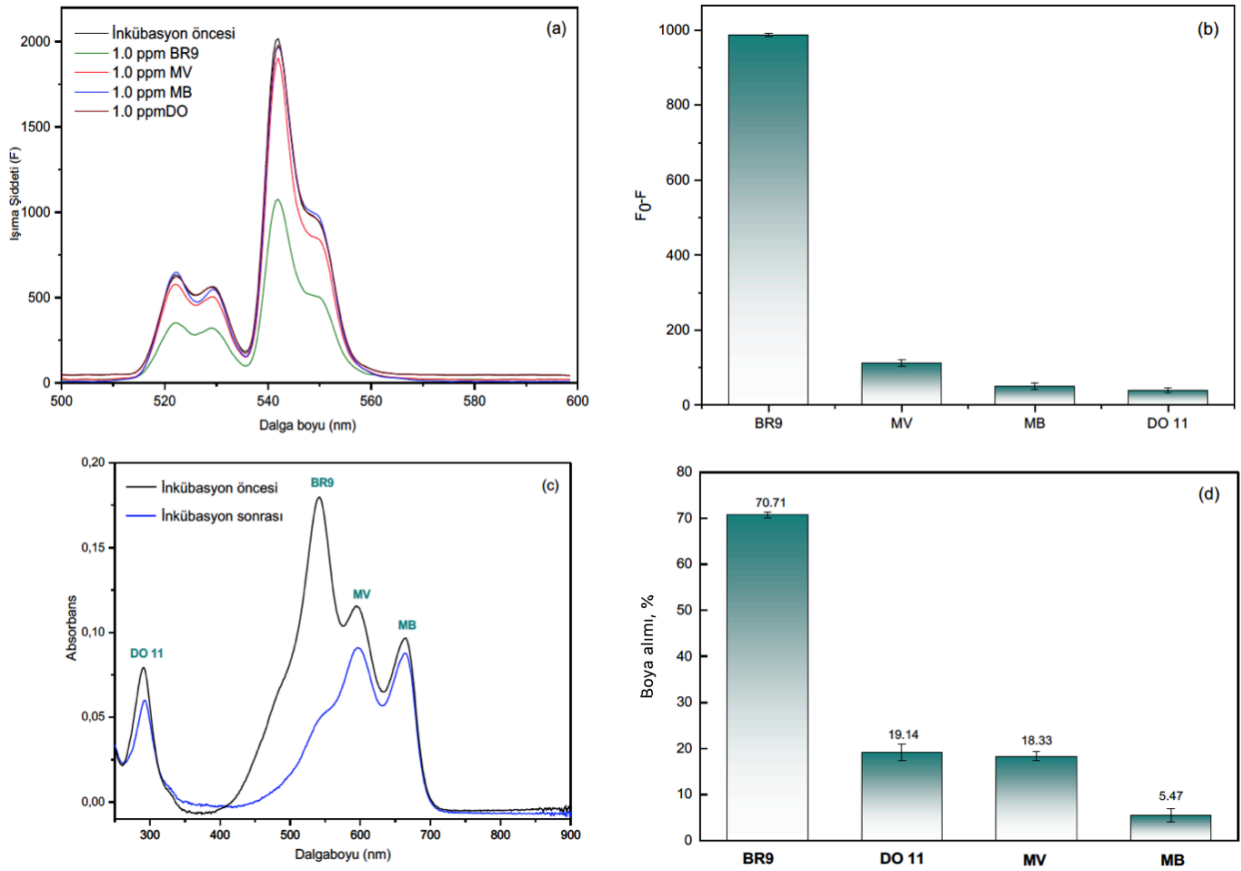 (a)
İnkübasyon öncesi
1.0 ppm BR9
1.0 ppm MV
1.0 ppm MB
1.0 ppmDO
Işıma Şiddeti (F)
2000
1500
1000
500
0
500
520
540
560
580
600
Dalga boyu (nm)
(b)
F0-F
1000
800
600
400
200
0
BR9
MV
MB
DO 11
(c)
İnkübasyon öncesi
İnkübasyon sonrası
BR9
MV
MB
DO 11
Absorbans
0,20
0,15
0,10
0,05
0,00
300
400
500
600
700
800
900
Dalgaboyu (nm)
(d)
Boya alımı, %
80
70
60
50
40
30
20
10
0
70.71
19.14
18.33
5.47
BR9
DO 11
MV
MB